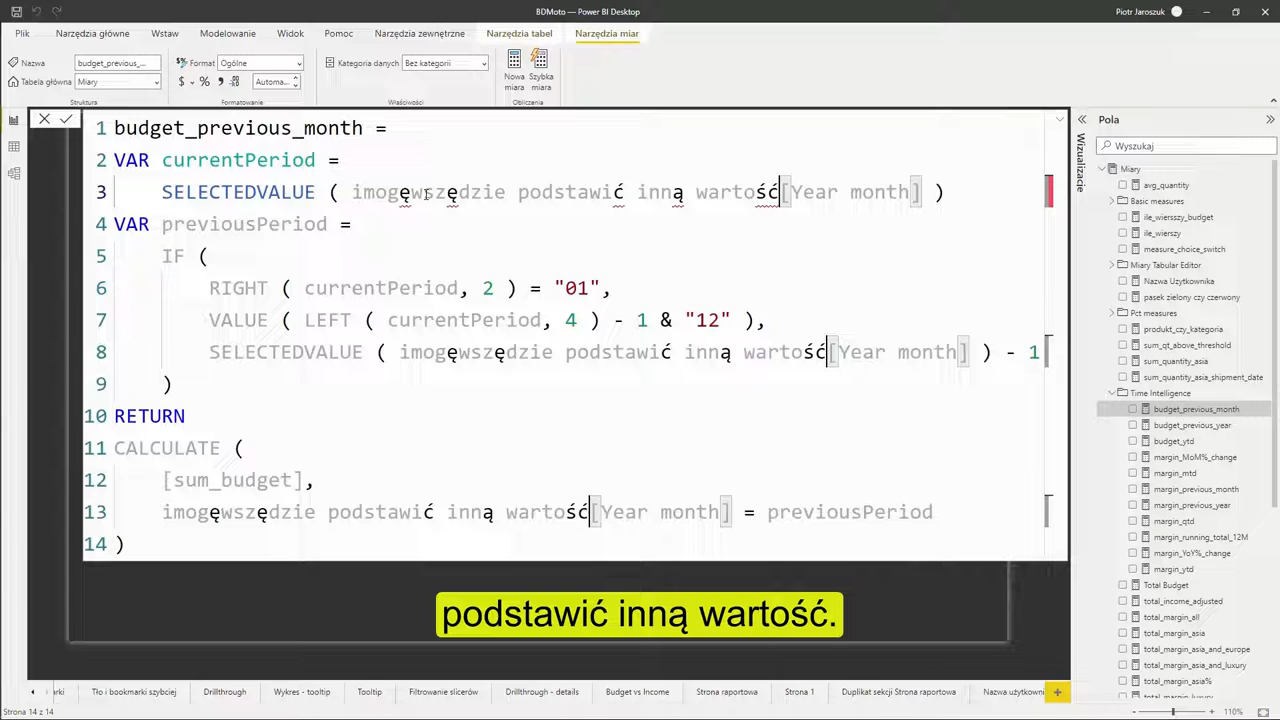 BDMoto — Power BI Desktop
Piotr Jaroszuk
Plik
Narzędzia główne
Wstaw
Modelowanie
Widok
Pomoc
Narzędzia zewnętrzne
Narzędzia tabel
Narzędzia miar
Nazwa
budget_previous_...
Tabela główna
Miary
Struktura
Format
Ogólne
$ % 
Automa...
Formatowanie
Kategoria danych
Bez kategorii
Właściwości
Nowa miara
Szybka miara
Obliczenia
1 budget_previous_month =
2 VAR currentPeriod =
3 SELECTEDVALUE ( imogęwszędzie podstawić inną wartość[Year month] )
4 VAR previousPeriod =
5 IF (
6 RIGHT ( currentPeriod, 2 ) = "01",
7 VALUE ( LEFT ( currentPeriod, 4 ) - 1 & "12" ),
8 SELECTEDVALUE ( imogęwszędzie podstawić inną wartość[Year month] ) - 1
9 )
10 RETURN
11 CALCULATE (
12 [sum_budget],
13 imogęwszędzie podstawić inną wartość[Year month] = previousPeriod
14 )
podstawić inną wartość.
Wizualizacje
Pola
Wyszukaj
Miary
avg_quantity
Basic measures
ile_wiersszy_budget
ile_wierszy
measure_choice_switch
Miary Tabular Editor
Nazwa Użytkownika
pasek zielony czy czerwony
Pct measures
produkt_czy_kategoria
sum_qt_above_threshold
sum_quantity_asia
sum_quantity_asia_shipment_date
Time Intelligence
budget_previous_month
budget_previous_year
budget_ytd
margin_MoM%_change
margin_mtd
margin_previous_month
margin_previous_year
margin_qtd
margin_running_total_12M
margin_YoY%_change
margin_ytd
Total Budget
total_income_adjusted
total_margin_all
total_margin_asia
total_margin_asia_and_europe
total_margin_asia_and_luxury
total_margin_asia%
total_margin_luxury
arki
Tło i bookmarki szybciej
Drillthrough
Wykres - tooltip
Tooltip
Filtrowanie slicerów
Drillthrough - details
Budget vs Income
Strona raportowa
Strona 1
Duplikat sekcji Strona raportowa
Nazwa użytkowni
Strona 14 z 14
110%